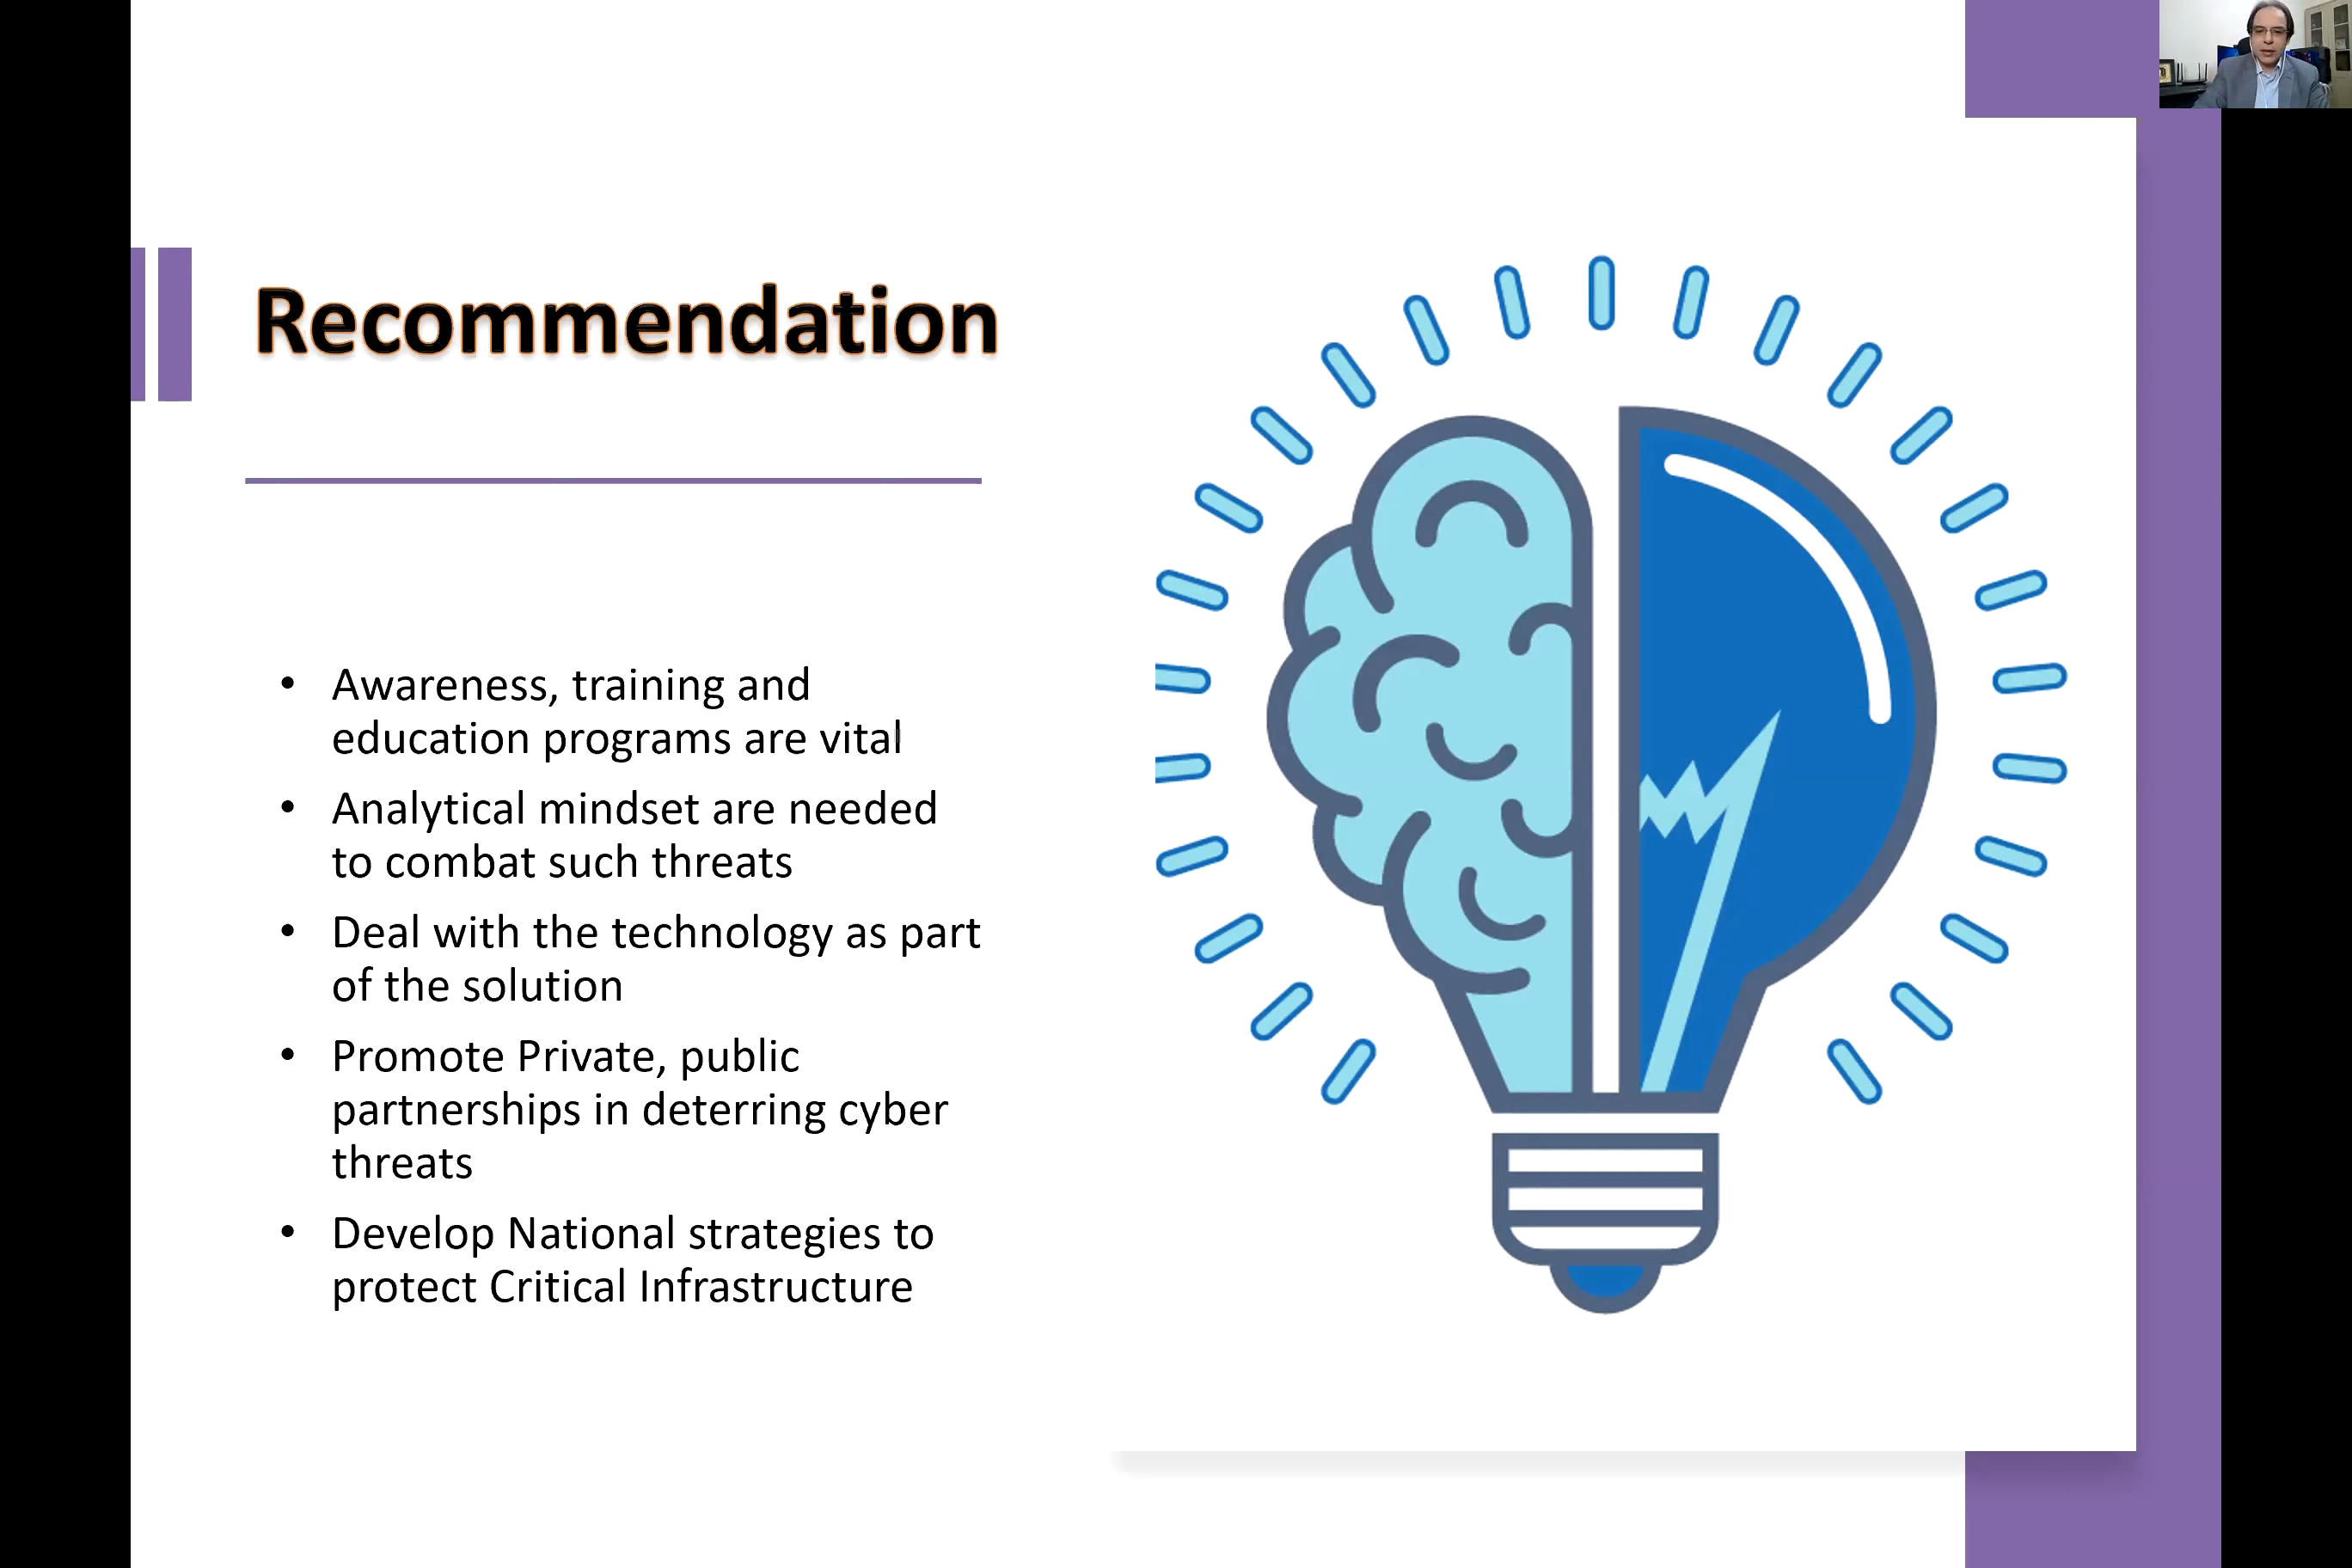 Recommendation
• Awareness, training and
education programs are vital
• Analytical mindset are needed
to combat such threats
• Deal with the technology as part
of the solution
• Promote Private, public
partnerships in deterring cyber
threats
• Develop National strategies to
protect Critical Infrastructure